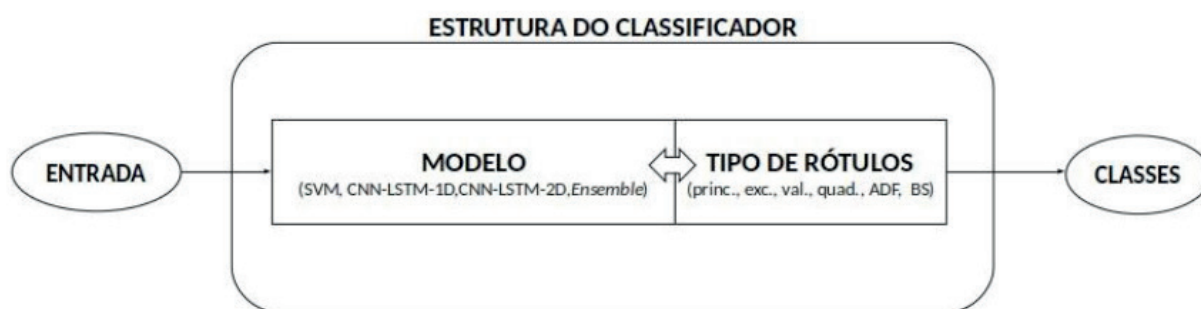 ESTRUTURA DO CLASSIFICADOR
ENTRADA
MODELO
(SVM, CNN-LSTM-1D,CNN-LSTM-2D,Ensemble)
TIPO DE RÓTULOS
(princ., exc., val., quad., ADF, BS)
CLASSES